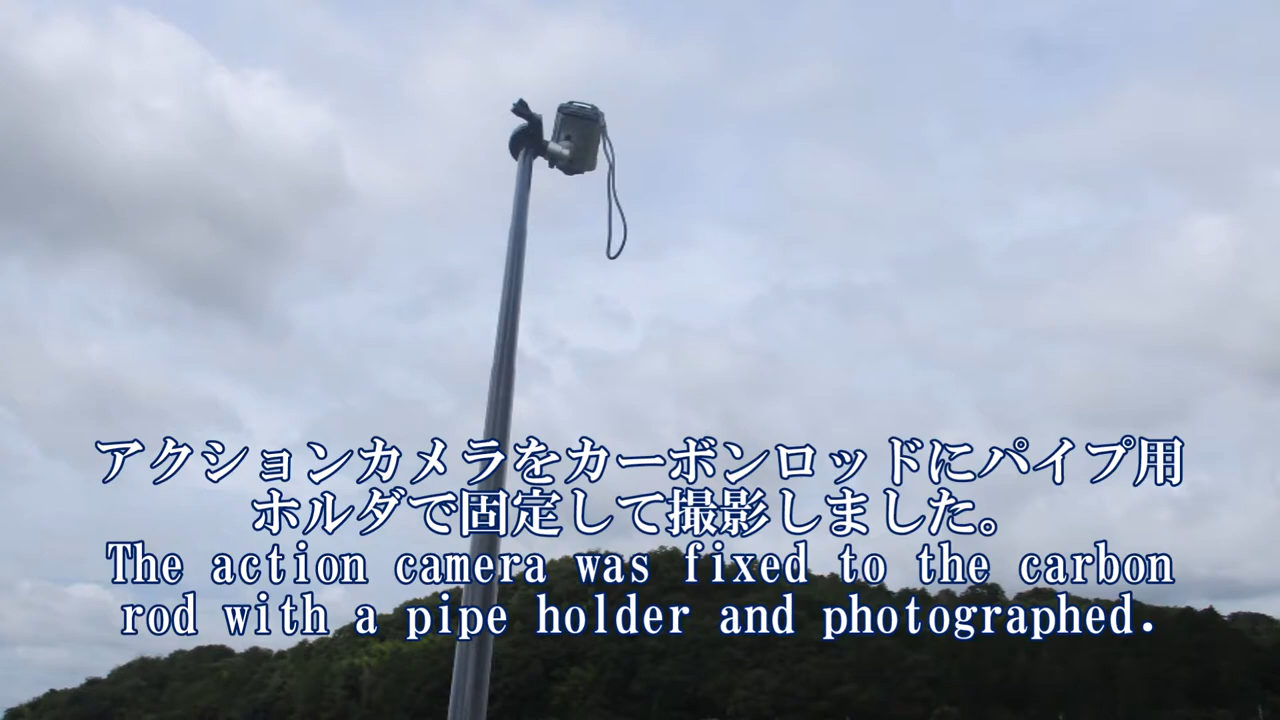 アクションカメラをカーボンロッドにパイプ用
ホルダで固定して撮影しました。
The action camera was fixed to the carbon
rod with a pipe holder and photographed.